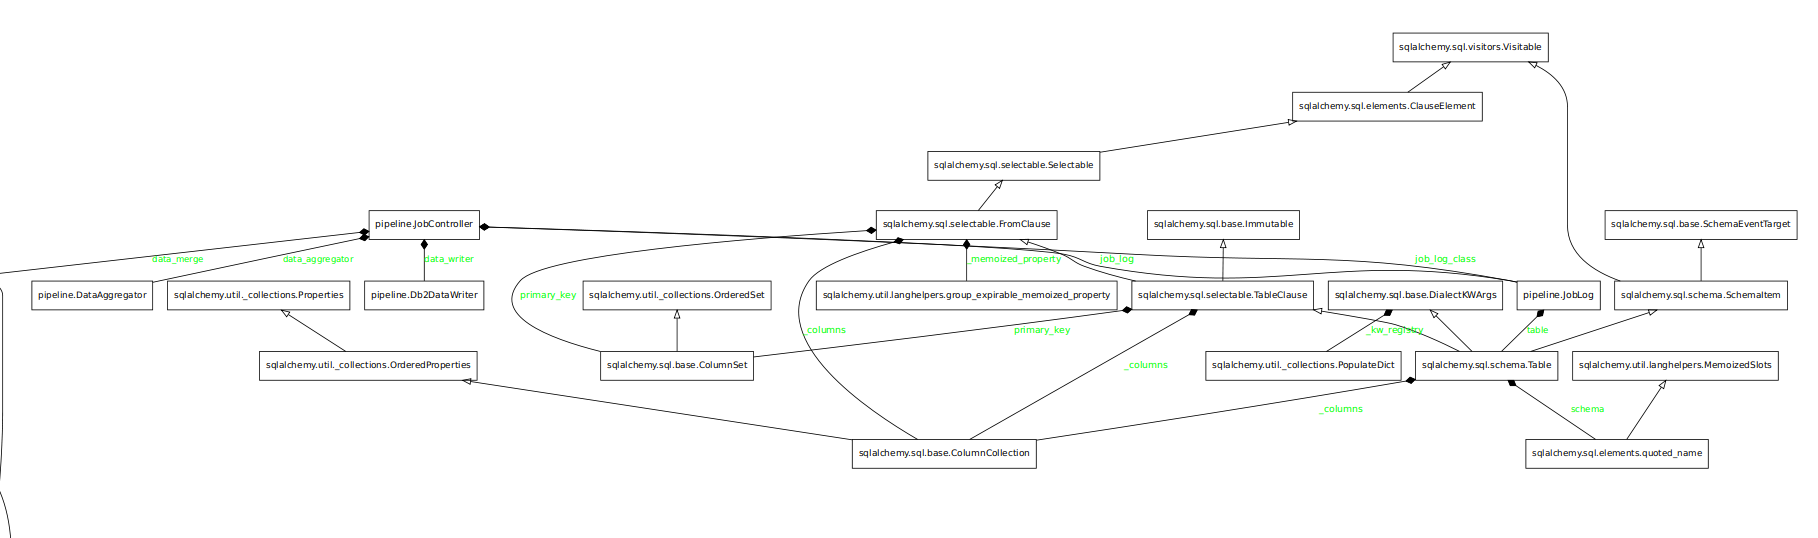 sqlalchemy.sql.visitors.Visitable
sqlalchemy.sql.elements.ClauseElement
sqlalchemy.sql.selectable.Selectable
pipeline.JobController
sqlalchemy.sql.selectable.FromClause
sqlalchemy.sql.base.Immutable
sqlalchemy.sql.base.SchemaEventTarget
data_merge
data_aggregator
data_writer
_memoized_property
job_log
job_log_class
pipeline.DataAggregator
sqlalchemy.util._collections.Properties
pipeline.Db2DataWriter
primary_key
sqlalchemy.util._collections.OrderedSet
sqlalchemy.util.langhelpers.group_expirable_memoized_property
sqlalchemy.sql.selectable.TableClause
sqlalchemy.sql.base.DialectKWArgs
pipeline.JobLog
sqlalchemy.sql.schema.SchemaItem
_columns
primary_key
_kw_registry
table
sqlalchemy.util._collections.OrderedProperties
sqlalchemy.sql.base.ColumnSet
_columns
sqlalchemy.util._collections.PopulateDict
sqlalchemy.sql.schema.Table
sqlalchemy.util.langhelpers.MemoizedSlots
_columns
schema
sqlalchemy.sql.base.ColumnCollection
sqlalchemy.sql.elements.quoted_name